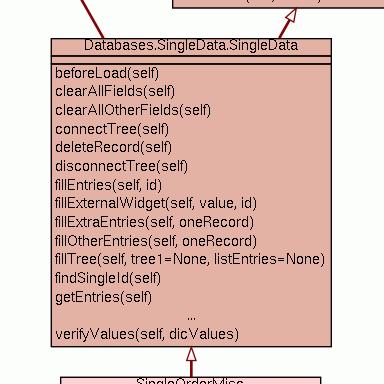 Databases.SingleData.SingleData
beforeLoad(self)
clearAllFields(self)
clearAllOtherFields(self)
connectTree(self)
deleteRecord(self)
disconnectTree(self)
fillEntries(self, id)
fillExternalWidget(self, value, id)
fillExtraEntries(self, oneRecord)
fillOtherEntries(self, oneRecord)
fillTree(self, tree1=None, listEntries=None)
findSingleId(self)
getEntries(self)
...
verifyValues(self, dicValues)
SingleOrderMisc